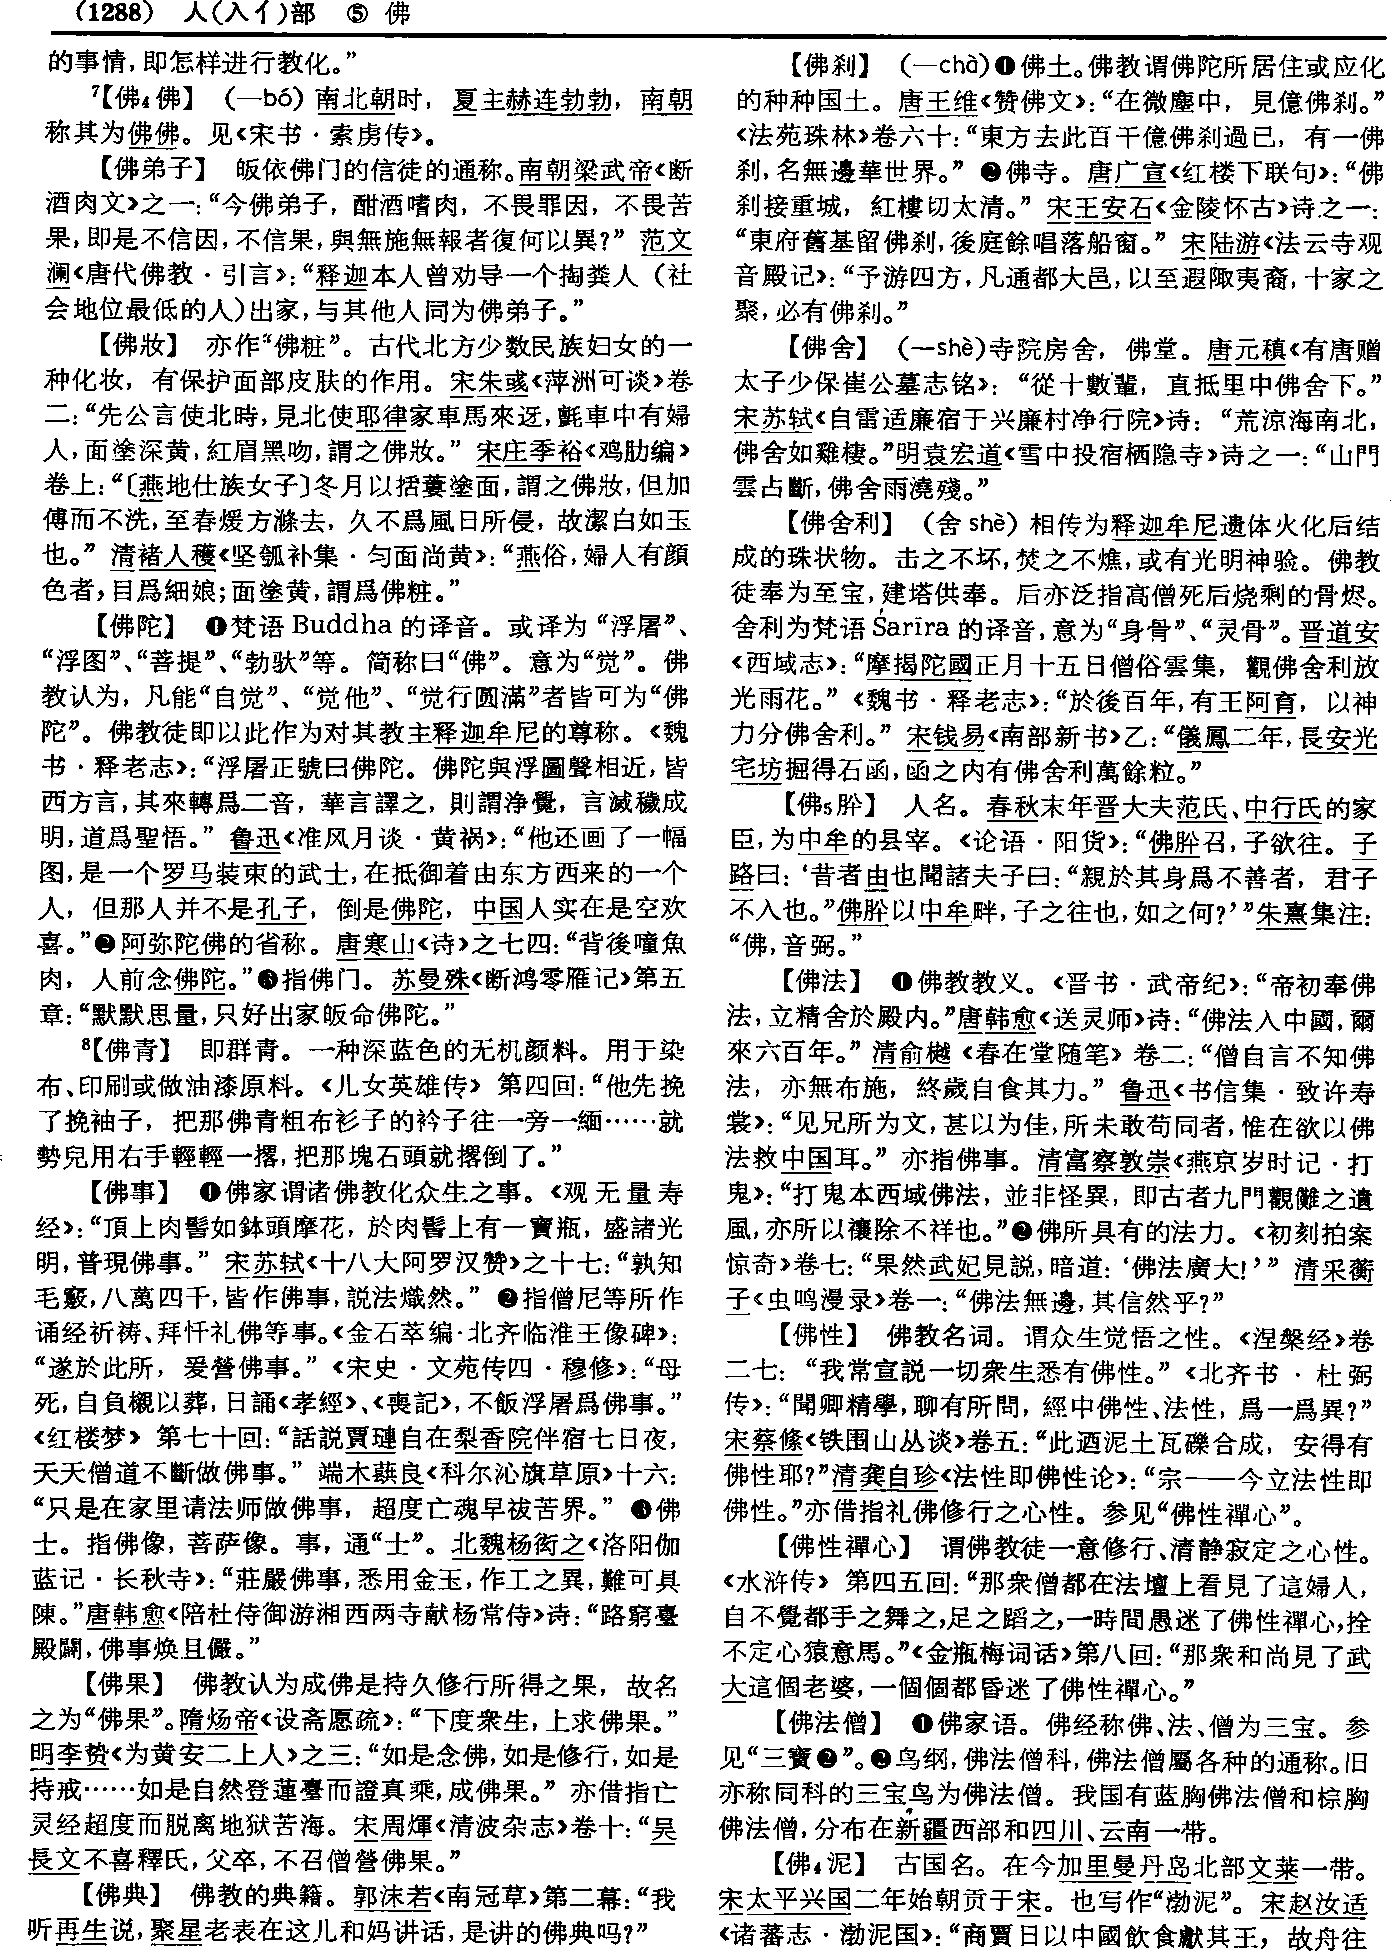 (1288) 人(入亻)部 ⑤ 佛
的事情，即怎样进行教化。”
⁷【佛₄佛】 (—bó) 南北朝时，夏主赫连勃勃，南朝
称其为佛佛。见《宋书·索虏传》。
【佛弟子】 皈依佛门的信徒的通称。南朝梁武帝《断
酒肉文》之一：“今佛弟子，酣酒嗜肉，不畏罪因，不畏苦
果，即是不信因，不信果，與無施無報者復何以異？” 范文
澜《唐代佛教·引言》：“释迦本人曾劝导一个掏粪人（社
会地位最低的人）出家，与其他人同为佛弟子。”
【佛妝】 亦作“佛粧”。古代北方少数民族妇女的一
种化妆，有保护面部皮肤的作用。宋朱彧《萍洲可谈》卷
二：“先公言使北時，見北使耶律家車馬來迓，氈車中有婦
人，面塗深黄，紅眉黑吻，謂之佛妝。” 宋庄季裕《鸡肋编》
卷上：“〔燕地仕族女子〕冬月以括蔞塗面，謂之佛妝，但加
傅而不洗，至春煖方滌去，久不爲風日所侵，故潔白如玉
也。” 清褚人穫《坚瓠补集·匀面尚黄》：“燕俗，婦人有顔
色者，目爲細娘；面塗黄，謂爲佛粧。”
【佛陀】 ❶梵语 Buddha 的译音。或译为“浮屠”、
“浮图”、“菩提”、“勃驮”等。简称曰“佛”。意为“觉”。佛
教认为，凡能“自觉”、“觉他”、“觉行圆满”者皆可为“佛
陀”。佛教徒即以此作为对其教主释迦牟尼的尊称。《魏
书·释老志》：“浮屠正號曰佛陀。佛陀與浮圖聲相近，皆
西方言，其來轉爲二音，華言譯之，則謂净覺，言滅穢成
明，道爲聖悟。” 鲁迅《准风月谈·黄祸》：“他还画了一幅
图，是一个罗马装束的武士，在抵御着由东方西来的一个
人，但那人并不是孔子，倒是佛陀，中国人实在是空欢
喜。”❷阿弥陀佛的省称。唐寒山《诗》之七四：“背後噇魚
肉，人前念佛陀。”❸指佛门。苏曼殊《断鸿零雁记》第五
章：“默默思量，只好出家皈命佛陀。”
⁸【佛青】 即群青。一种深蓝色的无机颜料。用于染
布、印刷或做油漆原料。《儿女英雄传》第四回：“他先挽
了挽袖子，把那佛青粗布衫子的衿子往一旁一緬……就
勢兒用右手輕輕一撂，把那塊石頭就撂倒了。”
【佛事】 ❶佛家谓诸佛教化众生之事。《观无量寿
经》：“頂上肉髻如鉢頭摩花，於肉髻上有一寶瓶，盛諸光
明，普現佛事。” 宋苏轼《十八大阿罗汉赞》之十七：“孰知
毛竅，八萬四千，皆作佛事，説法熾然。” ❷指僧尼等所作
诵经祈祷、拜忏礼佛等事。《金石萃编·北齐临淮王像碑》：
“遂於此所，爰營佛事。”《宋史·文苑传四·穆修》：“母
死，自負櫬以葬，日誦《孝經》、《喪記》，不飯浮屠爲佛事。”
《红楼梦》第七十回：“話説賈璉自在梨香院伴宿七日夜，
天天僧道不斷做佛事。” 端木蕻良《科尔沁旗草原》十六：
“只是在家里请法师做佛事，超度亡魂早祓苦界。” ❸佛
士。指佛像，菩萨像。事，通“士”。北魏杨衒之《洛阳伽
蓝记·长秋寺》：“莊嚴佛事，悉用金玉，作工之異，難可具
陳。”唐韩愈《陪杜侍御游湘西两寺献杨常侍》诗：“路窮臺
殿闢，佛事焕且儼。”
【佛果】 佛教认为成佛是持久修行所得之果，故名
之为“佛果”。隋炀帝《设斋愿疏》：“下度衆生，上求佛果。”
明李贽《为黄安二上人》之三：“如是念佛，如是修行，如是
持戒……如是自然登蓮臺而證真乘，成佛果。” 亦借指亡
灵经超度而脱离地狱苦海。宋周煇《清波杂志》卷十：“吴
長文不喜釋氏，父卒，不召僧營佛果。”
【佛典】 佛教的典籍。郭沫若《南冠草》第二幕：“我
听再生说，聚星老表在这儿和妈讲话，是讲的佛典吗？”
【佛刹】 (—chà)❶佛土。佛教谓佛陀所居住或应化
的种种国土。唐王维《赞佛文》：“在微塵中，見億佛刹。”
《法苑珠林》卷六十：“東方去此百千億佛刹過已，有一佛
刹，名無邊華世界。” ❷佛寺。唐广宣《红楼下联句》：“佛
刹接重城，紅樓切太清。” 宋王安石《金陵怀古》诗之一：
“東府舊基留佛刹，後庭餘唱落船窗。” 宋陆游《法云寺观
音殿记》：“予游四方，凡通都大邑，以至遐陬夷裔，十家之
聚，必有佛刹。”
【佛舍】 (—shè)寺院房舍，佛堂。唐元稹《有唐赠
太子少保崔公墓志铭》：“從十數輩，直抵里中佛舍下。”
宋苏轼《自雷适廉宿于兴廉村净行院》诗：“荒凉海南北，
佛舍如雞棲。”明袁宏道《雪中投宿栖隐寺》诗之一：“山門
雲占斷，佛舍雨澆殘。”
【佛舍利】 （舍 shè）相传为释迦牟尼遗体火化后结
成的珠状物。击之不坏，焚之不燋，或有光明神验。佛教
徒奉为至宝，建塔供奉。后亦泛指高僧死后烧剩的骨烬。
舍利为梵语 Śarīra 的译音，意为“身骨”、“灵骨”。晋道安
《西域志》：“摩揭陀國正月十五日僧俗雲集，觀佛舍利放
光雨花。”《魏书·释老志》：“於後百年，有王阿育，以神
力分佛舍利。” 宋钱易《南部新书》乙：“儀鳳二年，長安光
宅坊掘得石函，函之内有佛舍利萬餘粒。”
【佛₅肸】 人名。春秋末年晋大夫范氏、中行氏的家
臣，为中牟的县宰。《论语·阳货》：“佛肸召，子欲往。子
路曰：‘昔者由也聞諸夫子曰：“親於其身爲不善者，君子
不入也。”佛肸以中牟畔，子之往也，如之何？’”朱熹集注：
“佛，音弼。”
【佛法】 ❶佛教教义。《晋书·武帝纪》：“帝初奉佛
法，立精舍於殿内。”唐韩愈《送灵师》诗：“佛法入中國，爾
來六百年。” 清俞樾《春在堂随笔》卷二：“僧自言不知佛
法，亦無布施，終歲自食其力。” 鲁迅《书信集·致许寿
裳》：“见兄所为文，甚以为佳，所未敢苟同者，惟在欲以佛
法救中国耳。” 亦指佛事。清富察敦崇《燕京岁时记·打
鬼》：“打鬼本西域佛法，並非怪異，即古者九門觀儺之遺
風，亦所以禳除不祥也。”❷佛所具有的法力。《初刻拍案
惊奇》卷七：“果然武妃見説，暗道：‘佛法廣大！’” 清采蘅
子《虫鸣漫录》卷一：“佛法無邊，其信然乎？”
【佛性】 佛教名词。谓众生觉悟之性。《涅槃经》卷
二七：“我常宣説一切衆生悉有佛性。”《北齐书·杜弼
传》：“聞卿精學，聊有所問，經中佛性、法性，爲一爲異？”
宋蔡絛《铁围山丛谈》卷五：“此迺泥土瓦礫合成，安得有
佛性耶？”清龚自珍《法性即佛性论》：“宗一——今立法性即
佛性。”亦借指礼佛修行之心性。参见“佛性禪心”。
【佛性禪心】 谓佛教徒一意修行、清静寂定之心性。
《水浒传》第四五回：“那衆僧都在法壇上看見了這婦人，
自不覺都手之舞之，足之蹈之，一時間愚迷了佛性禪心，拴
不定心猿意馬。”《金瓶梅词话》第八回：“那衆和尚見了武
大這個老婆，一個個都昏迷了佛性禪心。”
【佛法僧】 ❶佛家语。佛经称佛、法、僧为三宝。参
见“三寶❷”。❷鸟纲，佛法僧科，佛法僧屬各种的通称。旧
亦称同科的三宝鸟为佛法僧。我国有蓝胸佛法僧和棕胸
佛法僧，分布在新疆西部和四川、云南一带。
【佛₄泥】 古国名。在今加里曼丹岛北部文莱一带。
宋太平兴国二年始朝贡于宋。也写作“渤泥”。宋赵汝适
《诸蕃志·渤泥国》：“商賈日以中國飲食獻其王，故舟往